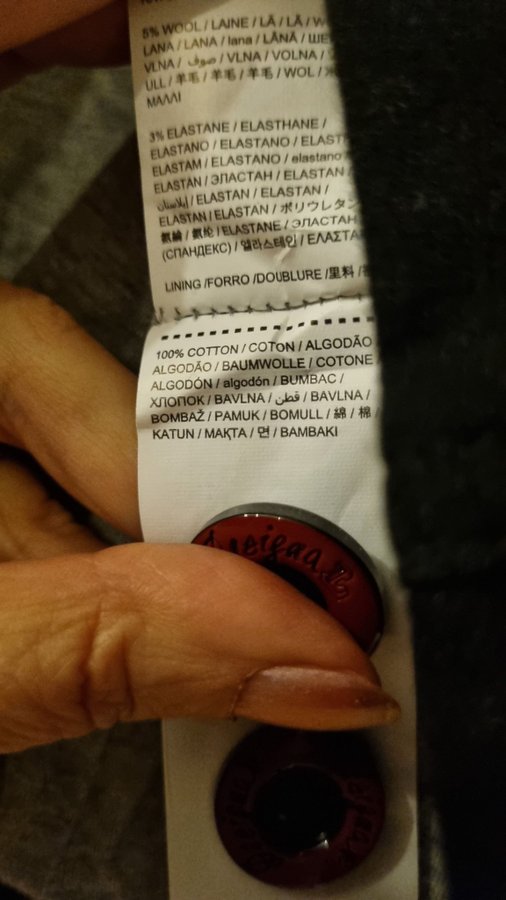 5% WOOL / LAINE / LÃ / LÃ /
LANA / LANA / lana / LÂNĂ /
VLNA / صوف / VLNA / VOLNA /
ULL / 羊毛 / 羊毛 / 羊毛 / WOL /
ΜΑΛΛΙ
3% ELASTANE / ELASTHANE /
ELASTANO / ELASTANO /
ELASTAM / ELASTANO / elastano
ELASTAN / ЭЛАСТАН / ELASTAN /
إيلاستان / ELASTAN / ELASTAN /
ELASTAN / ELASTAN / ポリウレタン
氨綸 / 氨纶 / ELASTANE / ЭЛАСТАН
(СПАНДЕКС) / 엘라스테인 /
LINING / FORRO / DOUBLURE / 里料 /
100% COTTON / COTON / ALGODÃO
ALGODÃO / BAUMWOLLE / COTONE
ALGODÓN / algodón / BUMBAC /
ХЛОПОК / BAVLNA / قطن / BAVLNA /
BOMBAŽ / PAMUK / BOMULL / 綿 / 棉
KATUN / МАҚТА / 면 / BAMBAKI